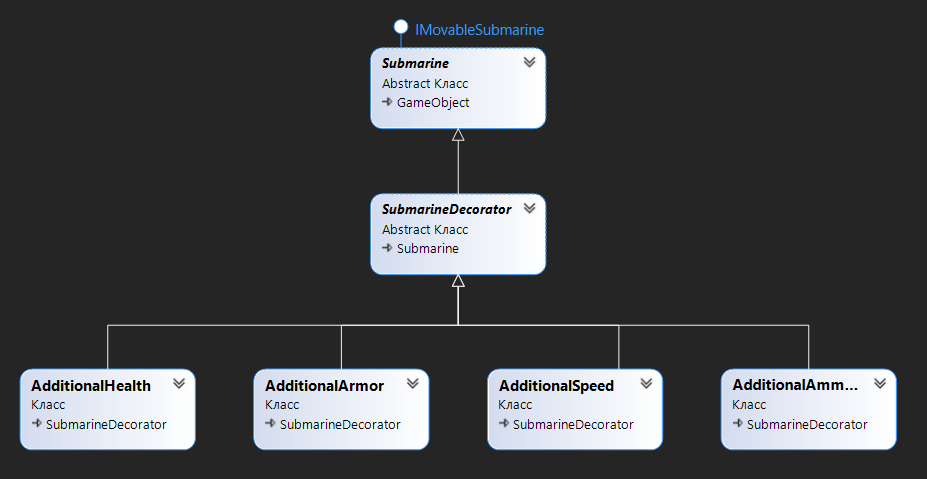 IMovableSubmarine
Submarine
Abstract Класс
GameObject
SubmarineDecorator
Abstract Класс
Submarine
AdditionalHealth
Класс
SubmarineDecorator
AdditionalArmor
Класс
SubmarineDecorator
AdditionalSpeed
Класс
SubmarineDecorator
AdditionalAmm...
Класс
SubmarineDecorator